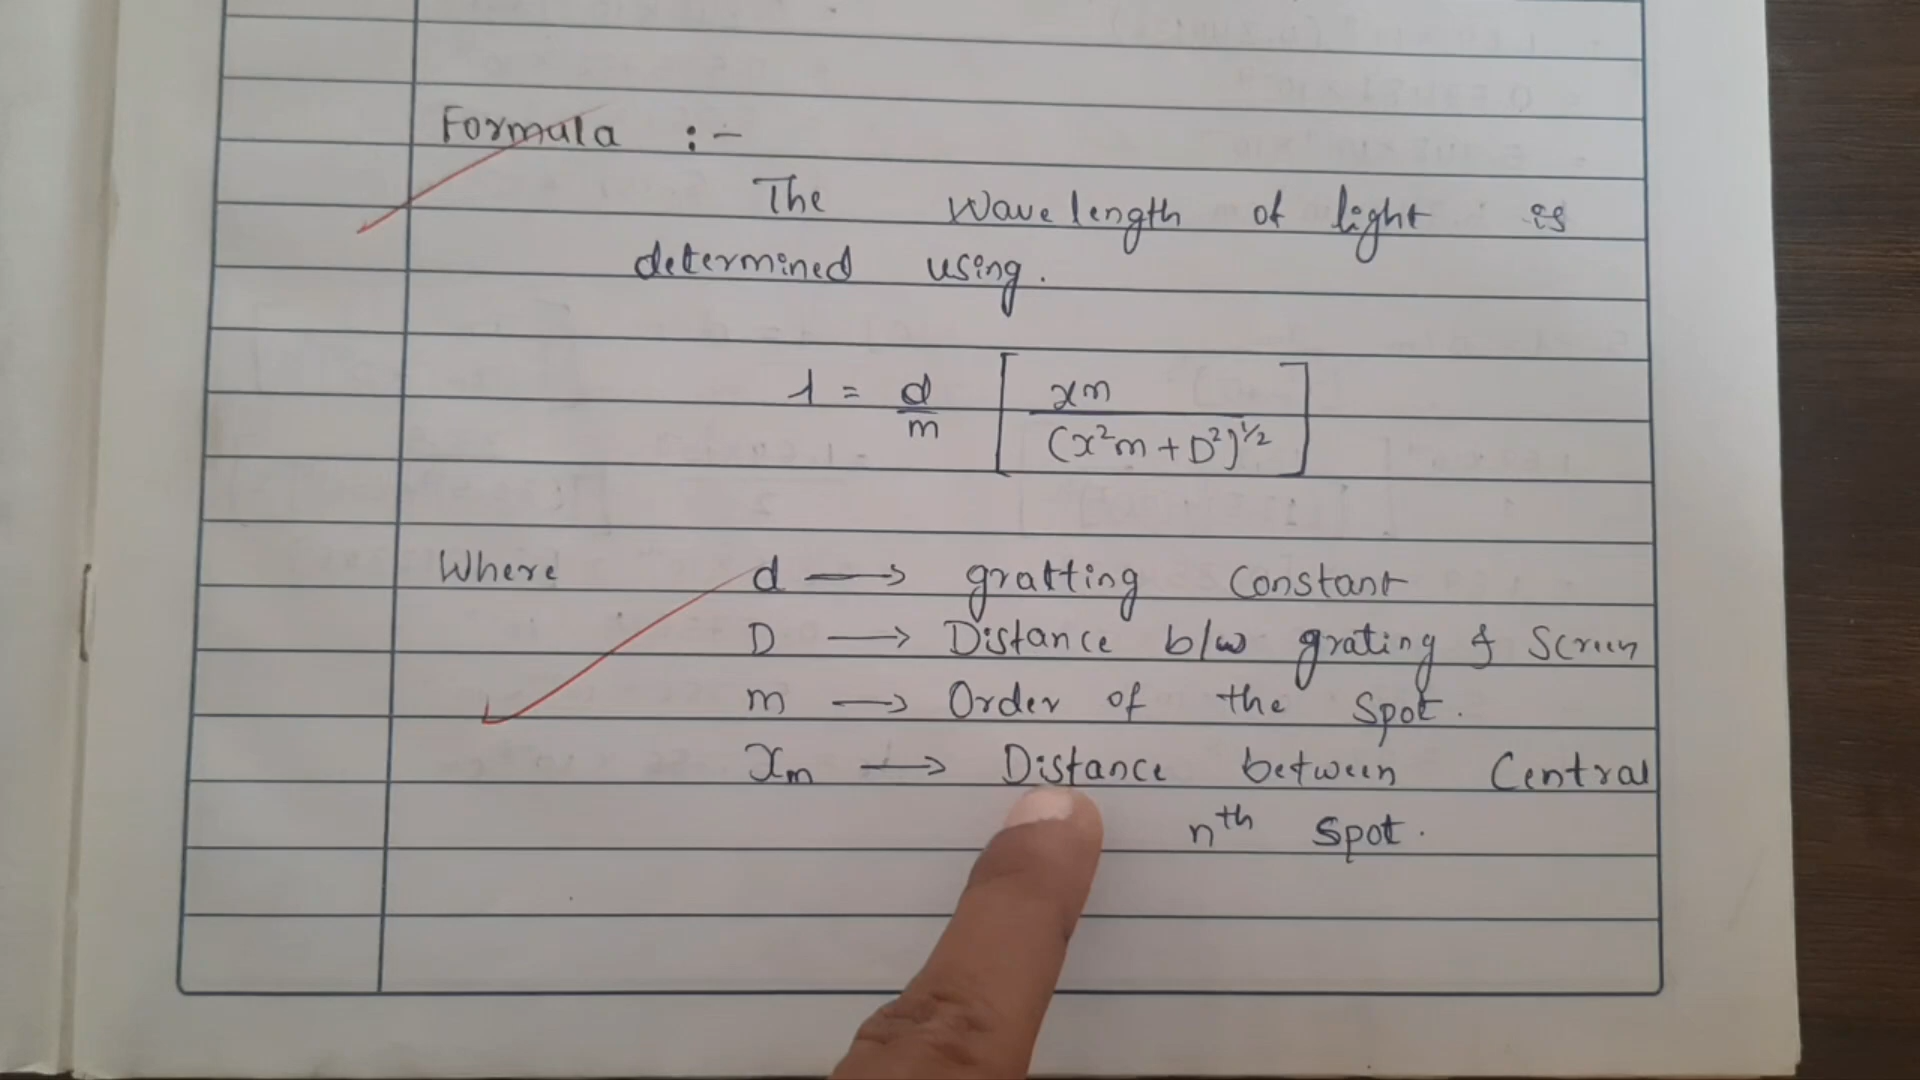 Formula :-
The Wavelength of light is
determined using.
λ = d/m [ xm / (x²m + D²)^½ ]
Where d → gratting Constant
D → Distance b/w grating & Screen
m → Order of the Spot.
xm → Distance between Central
nth Spot.